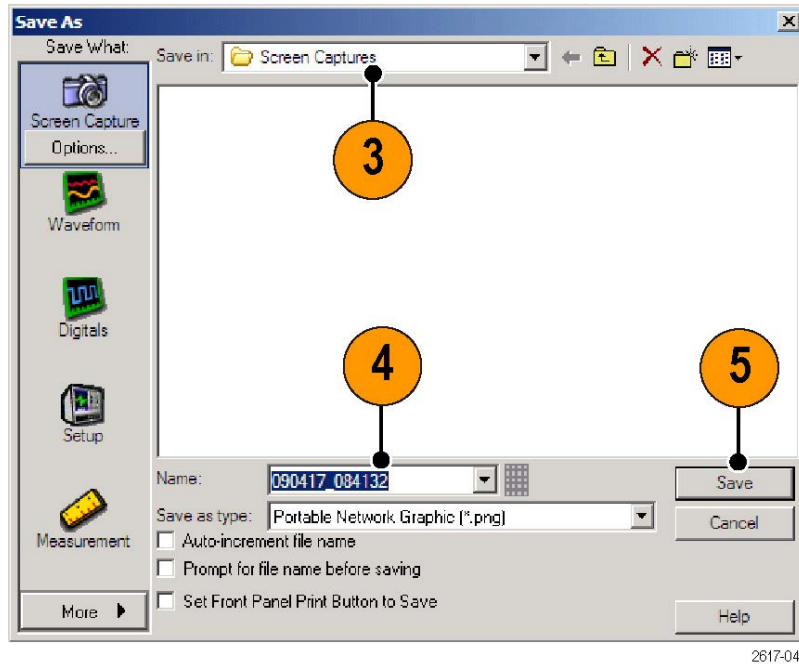 Save As
Save What:
Save in:
Screen Captures
Screen Capture
Options...
Waveform
Digitals
Setup
Measurement
More
3
4
5
Name:
090417_084132
Save as type:
Portable Network Graphic (*.png)
Auto-increment file name
Prompt for file name before saving
Set Front Panel Print Button to Save
Save
Cancel
Help
2617-04